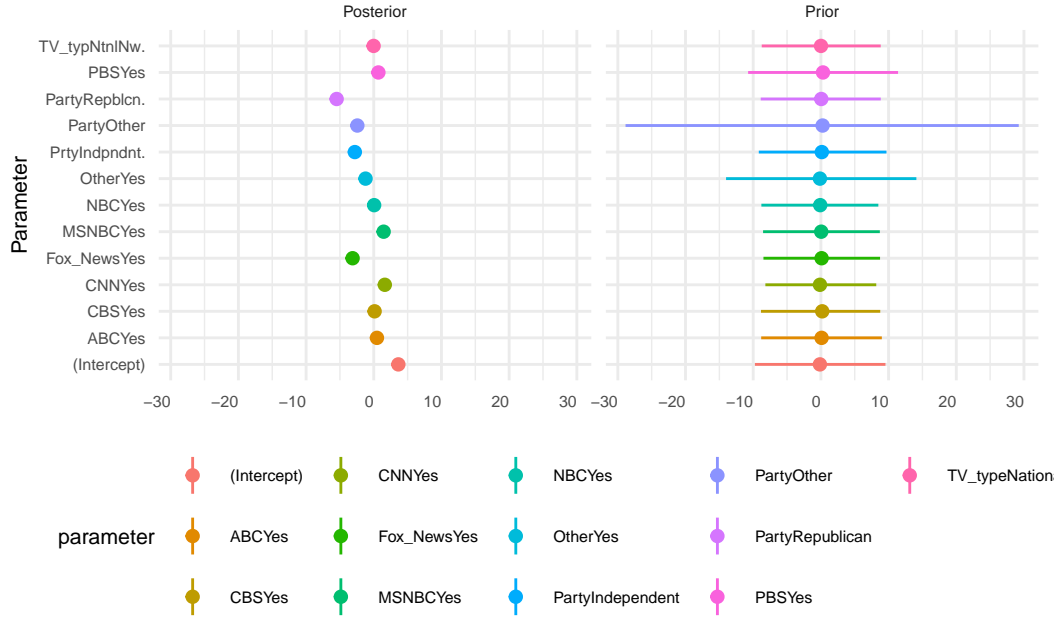 Posterior Prior
TV_typNtnlNw.
PBSYes
PartyRepblcn.
PartyOther
PrtyIndpndnt.
OtherYes
NBCYes
MSNBCYes
Fox_NewsYes
CNNYes
CBSYes
ABCYes
(Intercept)
Parameter
−30 −20 −10 0 10 20 30 −30 −20 −10 0 10 20 30
parameter
(Intercept) CNNYes NBCYes PartyOther TV_typeNationa
ABCYes Fox_NewsYes OtherYes PartyRepublican
CBSYes MSNBCYes PartyIndependent PBSYes